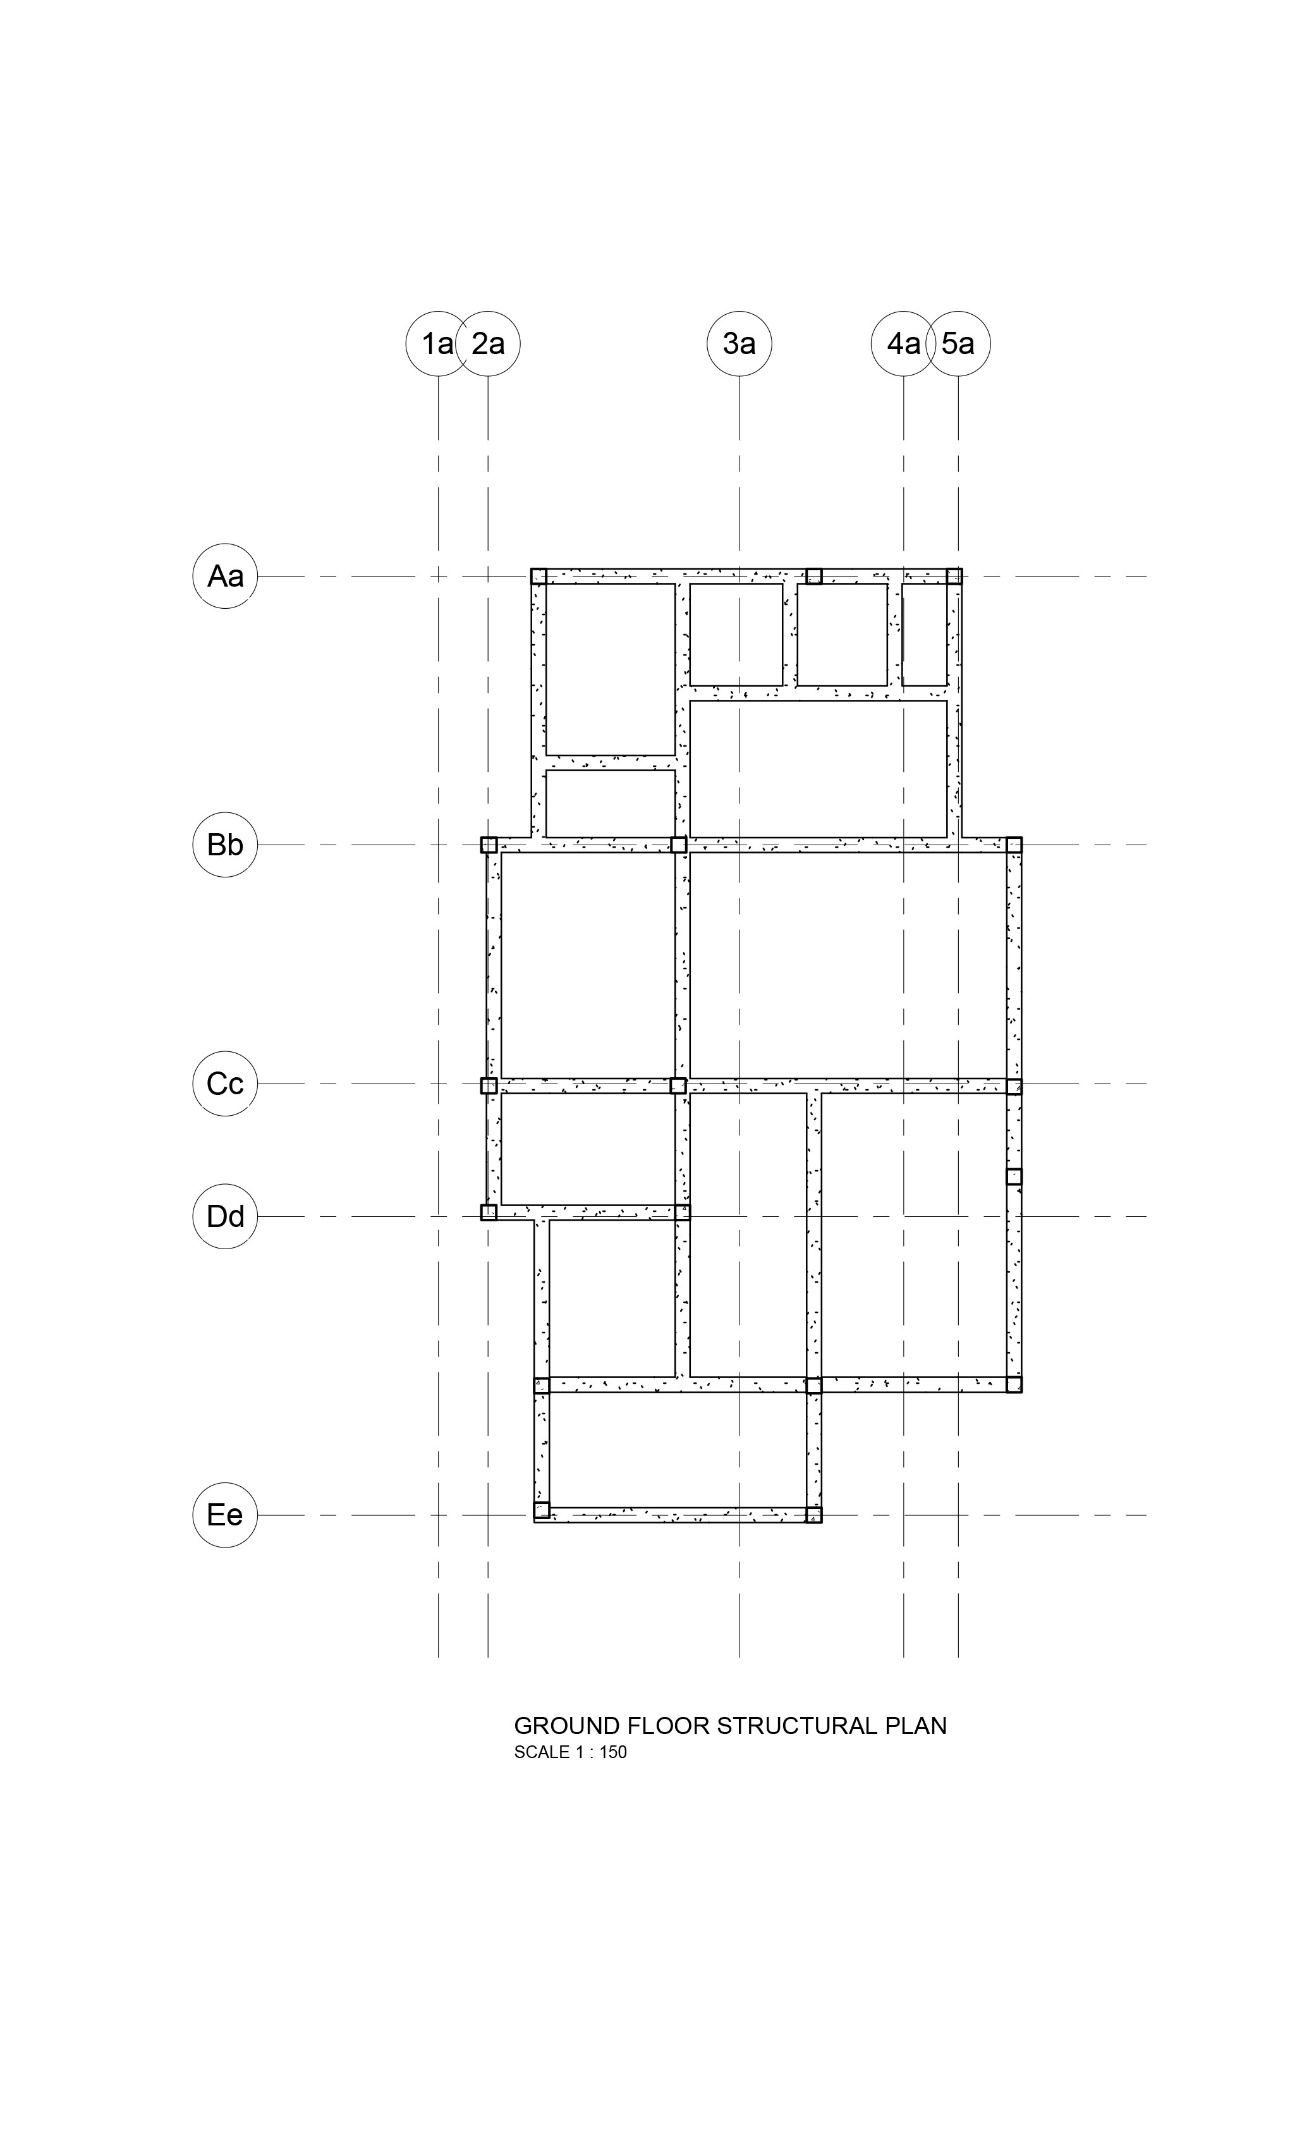 1a 2a 3a 4a 5a
Aa
Bb
Cc
Dd
Ee
GROUND FLOOR STRUCTURAL PLAN
SCALE 1 : 150